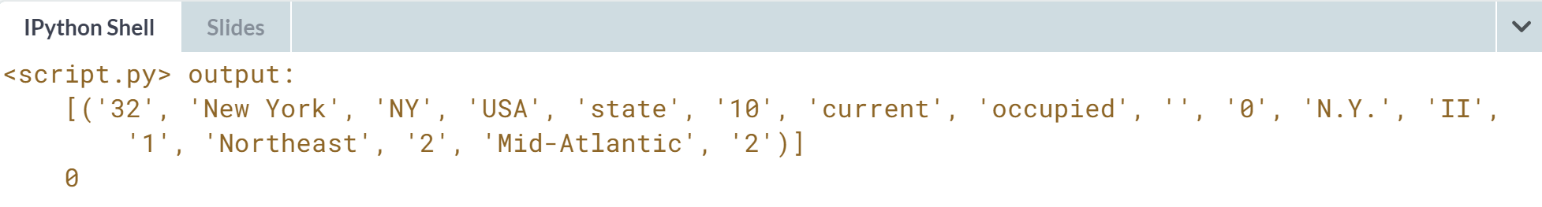 IPython Shell
Slides
<script.py> output:
[('32', 'New York', 'NY', 'USA', 'state', '10', 'current', 'occupied', '', '0', 'N.Y.', 'II',
'1', 'Northeast', '2', 'Mid-Atlantic', '2')]
0